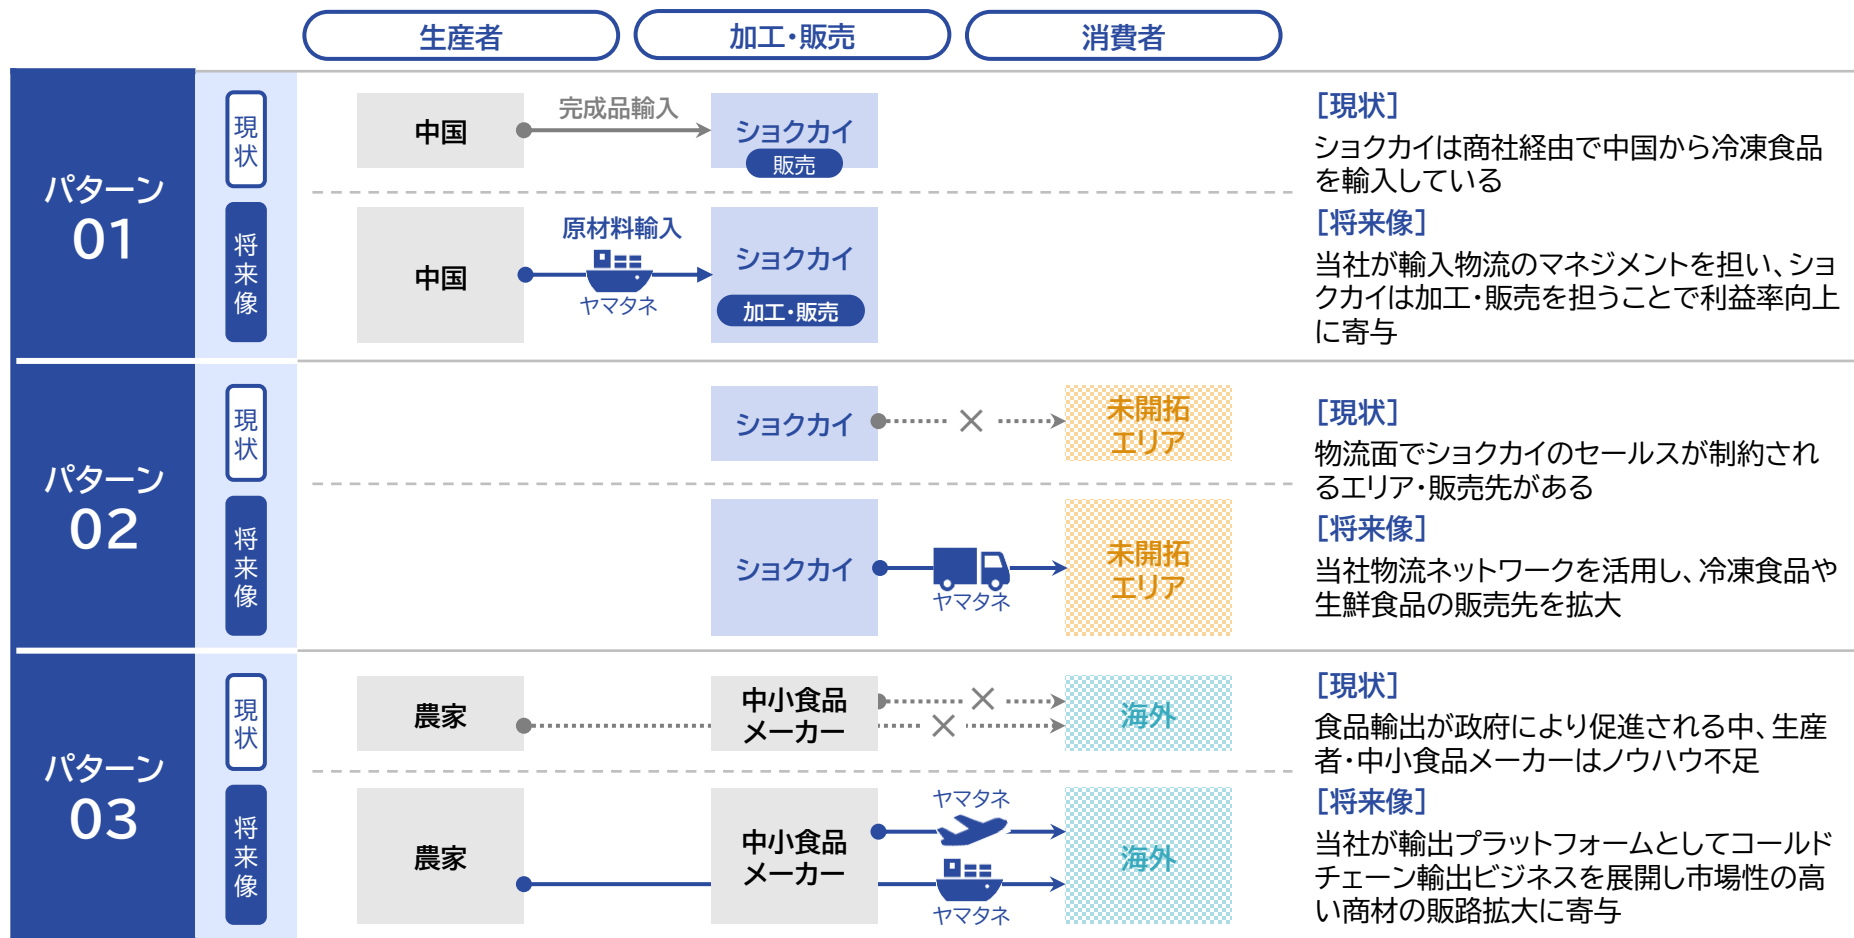 生産者
加工・販売
消費者
パターン
01
現状
中国
完成品輸入
ショクカイ
販売
将来像
中国
原材料輸入
ヤマタネ
ショクカイ
加工・販売
［現状］
ショクカイは商社経由で中国から冷凍食品
を輸入している
［将来像］
当社が輸入物流のマネジメントを担い、ショ
クカイは加工・販売を担うことで利益率向上
に寄与
パターン
02
現状
ショクカイ
未開拓
エリア
将来像
ショクカイ
ヤマタネ
未開拓
エリア
［現状］
物流面でショクカイのセールスが制約され
るエリア・販売先がある
［将来像］
当社物流ネットワークを活用し、冷凍食品や
生鮮食品の販売先を拡大
パターン
03
現状
農家
中小食品
メーカー
海外
将来像
農家
中小食品
メーカー
ヤマタネ
ヤマタネ
海外
［現状］
食品輸出が政府により促進される中、生産
者・中小食品メーカーはノウハウ不足
［将来像］
当社が輸出プラットフォームとしてコールド
チェーン輸出ビジネスを展開し市場性の高
い商材の販路拡大に寄与